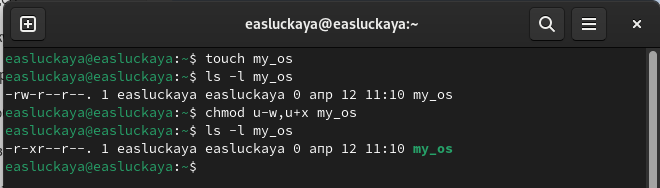 easluckaya@easluckaya:~
easluckaya@easluckaya:~$ touch my_os
easluckaya@easluckaya:~$ ls -l my_os
-rw-r--r--. 1 easluckaya easluckaya 0 апр 12 11:10 my_os
easluckaya@easluckaya:~$ chmod u-w,u+x my_os
easluckaya@easluckaya:~$ ls -l my_os
-r-xr--r--. 1 easluckaya easluckaya 0 апр 12 11:10 my_os
easluckaya@easluckaya:~$